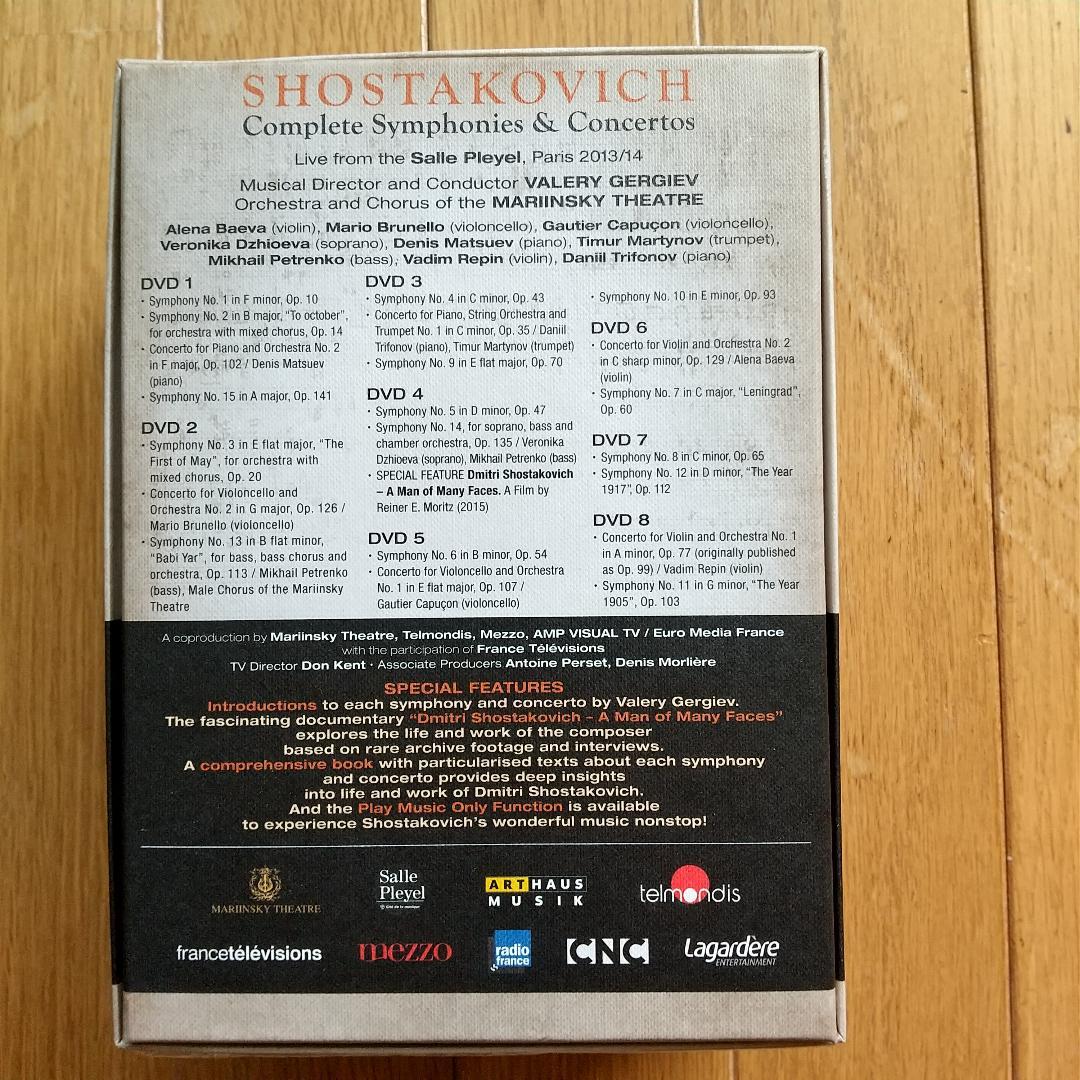 SHOSTAKOVICH
Complete Symphonies & Concertos
Live from the Salle Pleyel, Paris 2013/14
Musical Director and Conductor VALERY GERGIEV
Orchestra and Chorus of the MARIINSKY THEATRE
Alena Baeva (violin), Mario Brunello (violoncello), Gautier Capuçon (violoncello),
Veronika Dzhioeva (soprano), Denis Matsuev (piano), Timur Martynov (trumpet),
Mikhail Petrenko (bass), Vadim Repin (violin), Daniil Trifonov (piano)
DVD 1
· Symphony No. 1 in F minor, Op. 10
· Symphony No. 2 in B major, “To october”,
for orchestra with mixed chorus, Op. 14
· Concerto for Piano and Orchestra No. 2
in F major, Op. 102 / Denis Matsuev
(piano)
· Symphony No. 15 in A major, Op. 141
DVD 2
· Symphony No. 3 in E flat major, “The
First of May”, for orchestra with
mixed chorus, Op. 20
· Concerto for Violoncello and
Orchestra No. 2 in G major, Op. 126 /
Mario Brunello (violoncello)
· Symphony No. 13 in B flat minor,
“Babi Yar”, for bass, bass chorus and
orchestra, Op. 113 / Mikhail Petrenko
(bass), Male Chorus of the Mariinsky
Theatre
DVD 3
· Symphony No. 4 in C minor, Op. 43
· Concerto for Piano, String Orchestra and
Trumpet No. 1 in C minor, Op. 35 / Daniil
Trifonov (piano), Timur Martynov (trumpet)
· Symphony No. 9 in E flat major, Op. 70
DVD 4
· Symphony No. 5 in D minor, Op. 47
· Symphony No. 14, for soprano, bass and
chamber orchestra, Op. 135 / Veronika
Dzhioeva (soprano), Mikhail Petrenko (bass)
· SPECIAL FEATURE Dmitri Shostakovich
– A Man of Many Faces. A Film by
Reiner E. Moritz (2015)
DVD 5
· Symphony No. 6 in B minor, Op. 54
· Concerto for Violoncello and Orchestra
No. 1 in E flat major, Op. 107 /
Gautier Capuçon (violoncello)
· Symphony No. 10 in E minor, Op. 93
DVD 6
· Concerto for Violin and Orchestra No. 2
in C sharp minor, Op. 129 / Alena Baeva
(violin)
· Symphony No. 7 in C major, “Leningrad”,
Op. 60
DVD 7
· Symphony No. 8 in C minor, Op. 65
· Symphony No. 12 in D minor, “The Year
1917”, Op. 112
DVD 8
· Concerto for Violin and Orchestra No. 1
in A minor, Op. 77 (originally published
as Op. 99) / Vadim Repin (violin)
· Symphony No. 11 in G minor, “The Year
1905”, Op. 103
A coproduction by Mariinsky Theatre, Telmondis, Mezzo, AMP VISUAL TV / Euro Media France
with the participation of France Télévisions
TV Director Don Kent · Associate Producers Antoine Perset, Denis Morlière
SPECIAL FEATURES
Introductions to each symphony and concerto by Valery Gergiev.
The fascinating documentary “Dmitri Shostakovich – A Man of Many Faces”
explores the life and work of the composer
based on rare archive footage and interviews.
A comprehensive book with particularised texts about each symphony
and concerto provides deep insights
into life and work of Dmitri Shostakovich.
And the Play Music Only Function is available
to experience Shostakovich's wonderful music nonstop!
MARIINSKY THEATRE
Salle
Pleyel
Cité de la musique
ARTHAUS
MUSIK
telmondis
francetélévisions
mezzo
radio
france
CNC
Lagardère
ENTERTAINMENT